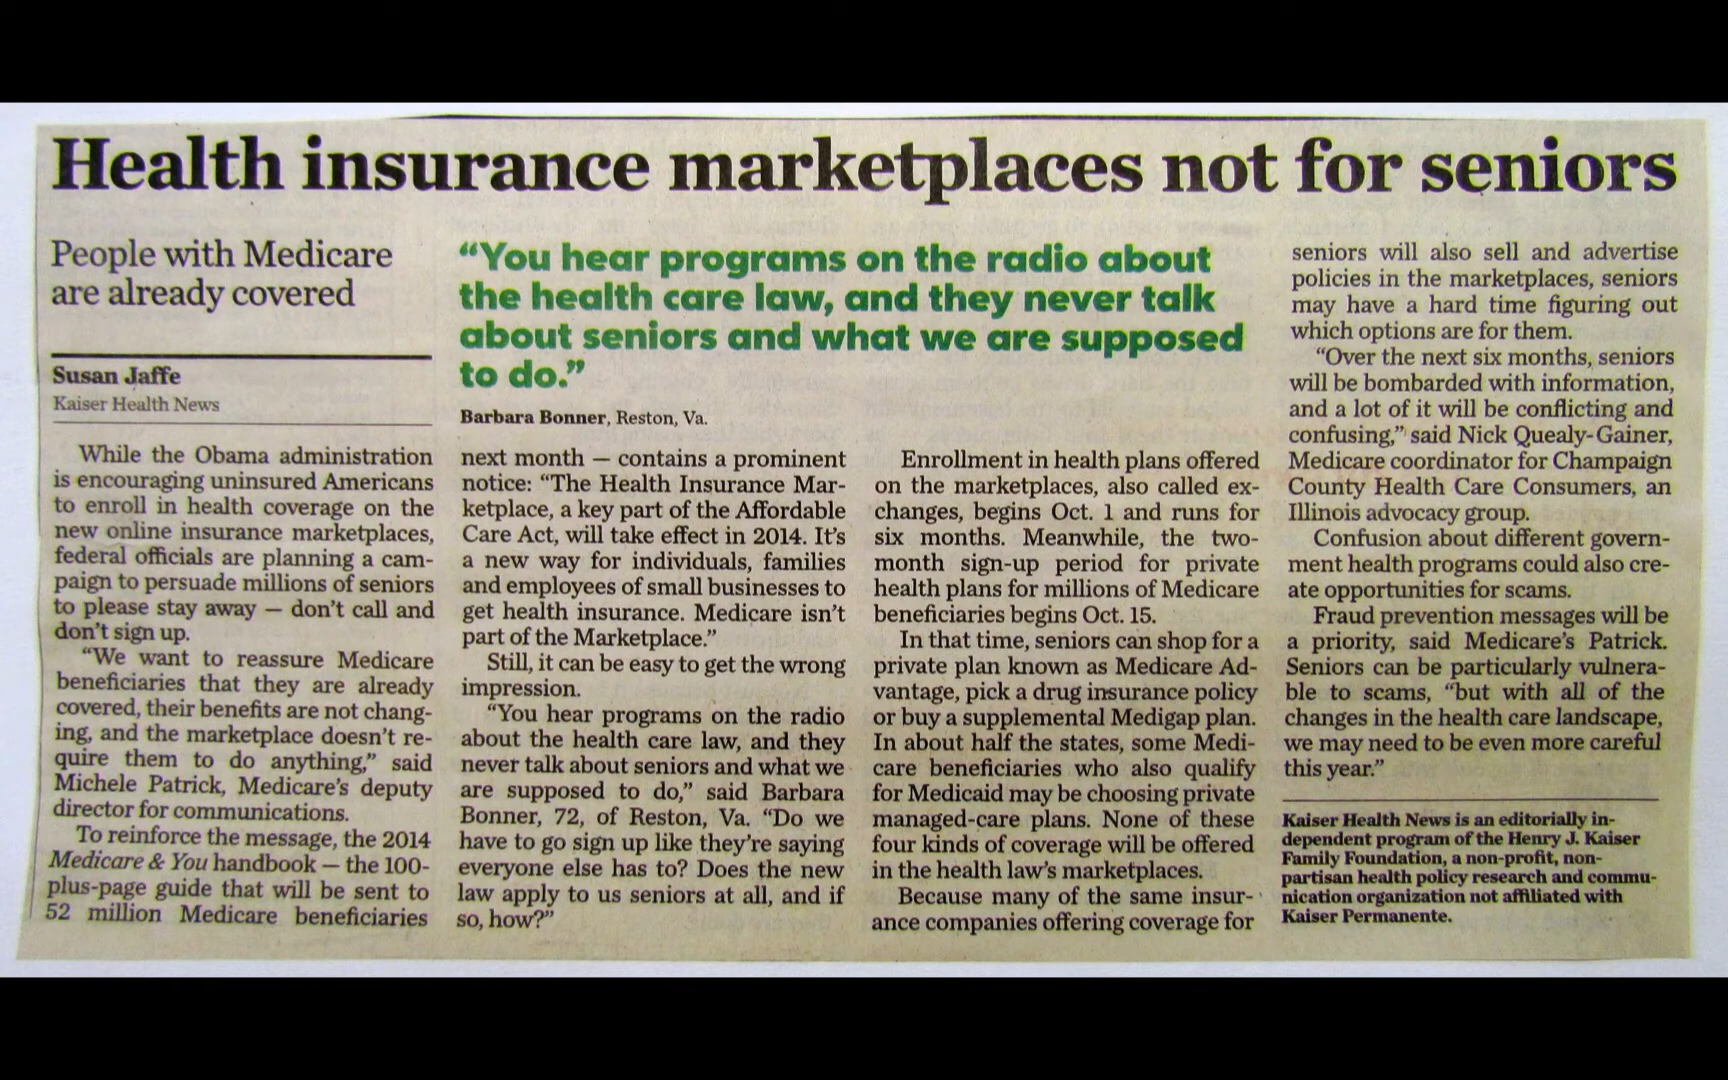 Health insurance marketplaces not for seniors
People with Medicare
are already covered
Susan Jaffe
Kaiser Health News
While the Obama administration
is encouraging uninsured Americans
to enroll in health coverage on the
new online insurance marketplaces,
federal officials are planning a cam-
paign to persuade millions of seniors
to please stay away — don't call and
don't sign up.
"We want to reassure Medicare
beneficiaries that they are already
covered, their benefits are not chang-
ing, and the marketplace doesn't re-
quire them to do anything," said
Michele Patrick, Medicare's deputy
director for communications.
To reinforce the message, the 2014
Medicare & You handbook — the 100-
plus-page guide that will be sent to
52 million Medicare beneficiaries
"You hear programs on the radio about
the health care law, and they never talk
about seniors and what we are supposed
to do."
Barbara Bonner, Reston, Va.
next month — contains a prominent
notice: "The Health Insurance Mar-
ketplace, a key part of the Affordable
Care Act, will take effect in 2014. It's
a new way for individuals, families
and employees of small businesses to
get health insurance. Medicare isn't
part of the Marketplace."
Still, it can be easy to get the wrong
impression.
"You hear programs on the radio
about the health care law, and they
never talk about seniors and what we
are supposed to do," said Barbara
Bonner, 72, of Reston, Va. "Do we
have to go sign up like they're saying
everyone else has to? Does the new
law apply to us seniors at all, and if
so, how?"
Enrollment in health plans offered
on the marketplaces, also called ex-
changes, begins Oct. 1 and runs for
six months. Meanwhile, the two-
month sign-up period for private
health plans for millions of Medicare
beneficiaries begins Oct. 15.
In that time, seniors can shop for a
private plan known as Medicare Ad-
vantage, pick a drug insurance policy
or buy a supplemental Medigap plan.
In about half the states, some Medi-
care beneficiaries who also qualify
for Medicaid may be choosing private
managed-care plans. None of these
four kinds of coverage will be offered
in the health law's marketplaces.
Because many of the same insur-
ance companies offering coverage for
seniors will also sell and advertise
policies in the marketplaces, seniors
may have a hard time figuring out
which options are for them.
"Over the next six months, seniors
will be bombarded with information,
and a lot of it will be conflicting and
confusing," said Nick Quealy-Gainer,
Medicare coordinator for Champaign
County Health Care Consumers, an
Illinois advocacy group.
Confusion about different govern-
ment health programs could also cre-
ate opportunities for scams.
Fraud prevention messages will be
a priority, said Medicare's Patrick.
Seniors can be particularly vulnera-
ble to scams, "but with all of the
changes in the health care landscape,
we may need to be even more careful
this year."
Kaiser Health News is an editorially in-
dependent program of the Henry J. Kaiser
Family Foundation, a non-profit, non-
partisan health policy research and commu-
nication organization not affiliated with
Kaiser Permanente.